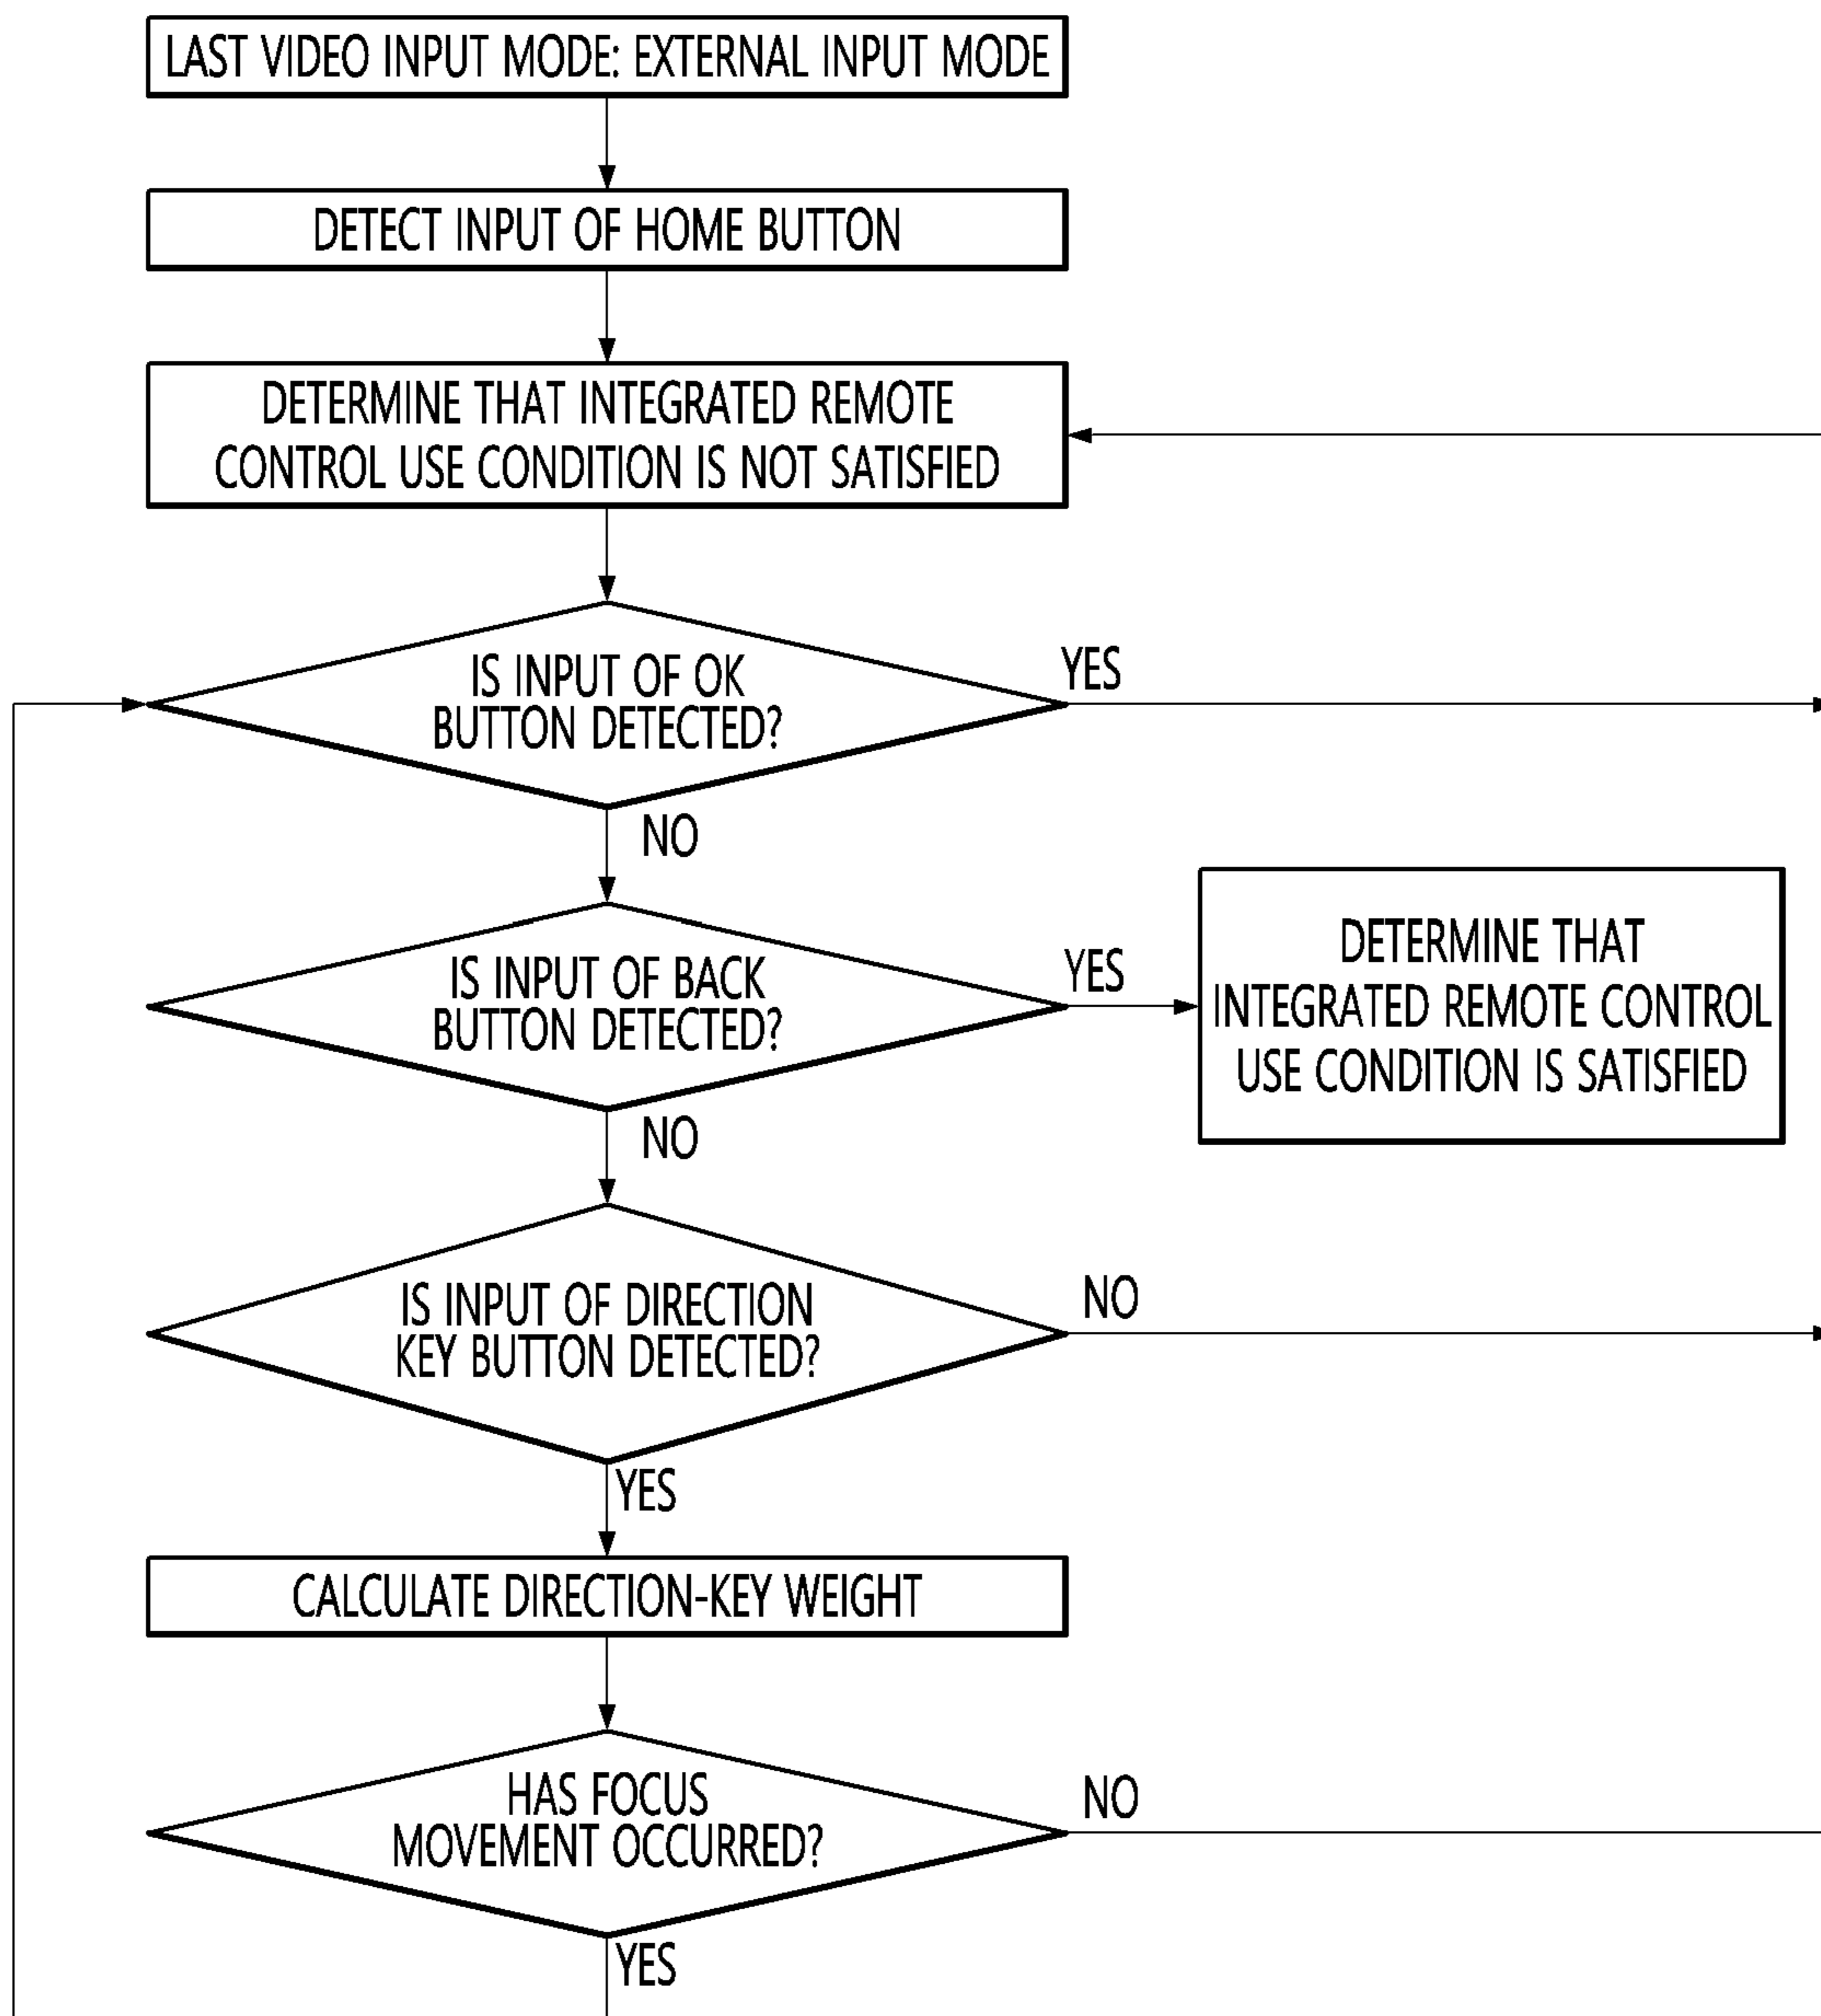 LAST VIDEO INPUT MODE: EXTERNAL INPUT MODE
DETECT INPUT OF HOME BUTTON
DETERMINE THAT INTEGRATED REMOTE
CONTROL USE CONDITION IS NOT SATISFIED
IS INPUT OF OK
BUTTON DETECTED?
YES
NO
IS INPUT OF BACK
BUTTON DETECTED?
YES
DETERMINE THAT
INTEGRATED REMOTE CONTROL
USE CONDITION IS SATISFIED
NO
IS INPUT OF DIRECTION
KEY BUTTON DETECTED?
NO
YES
CALCULATE DIRECTION-KEY WEIGHT
HAS FOCUS
MOVEMENT OCCURRED?
NO
YES